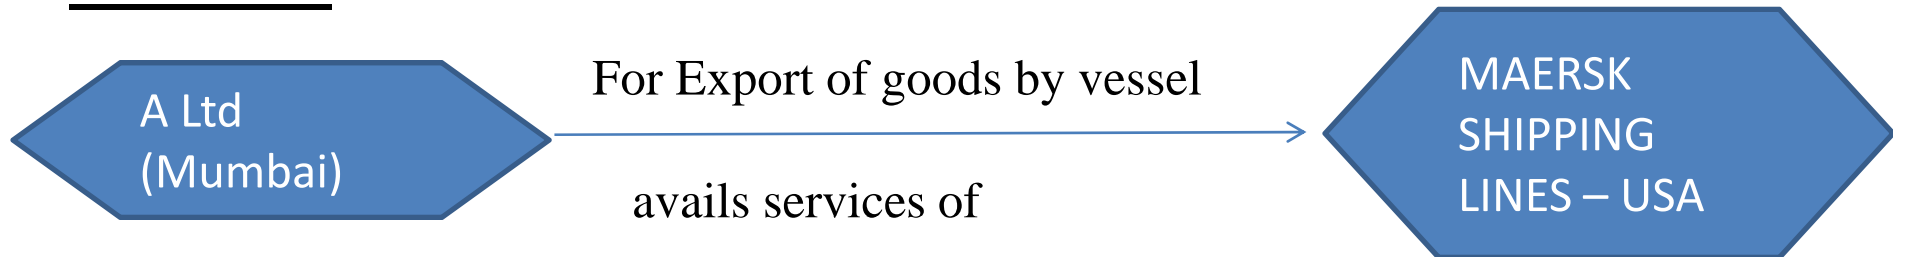 A Ltd
(Mumbai)
For Export of goods by vessel
avails services of
MAERSK
SHIPPING
LINES – USA